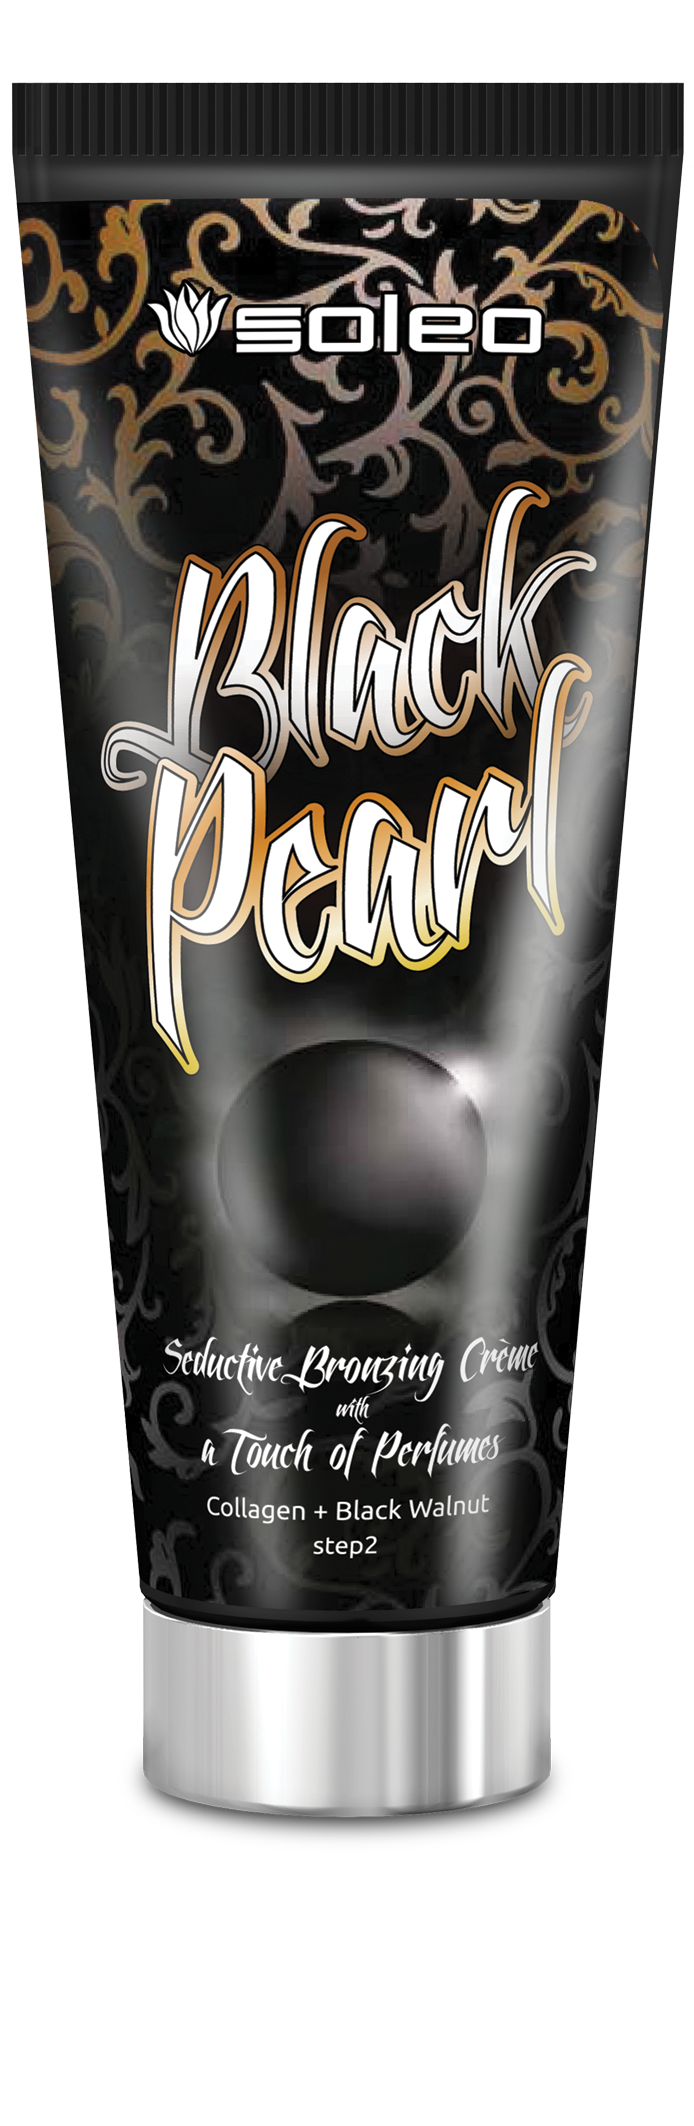 soleo
Black
Pearl
Seductive Bronzing Crème
with
a Touch of Perfumes
Collagen + Black Walnut
step2